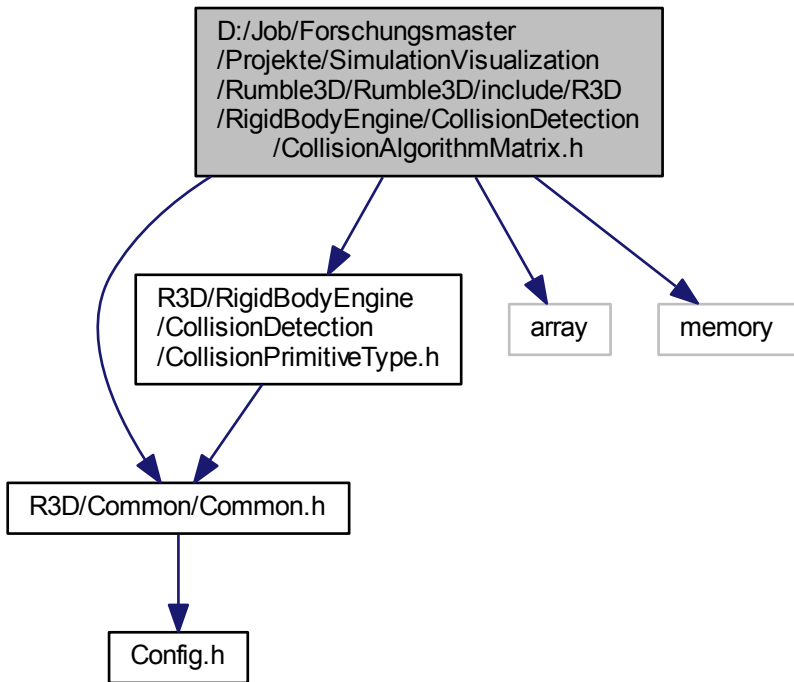 D:/Job/Forschungsmaster
/Projekte/SimulationVisualization
/Rumble3D/Rumble3D/include/R3D
/RigidBodyEngine/CollisionDetection
/CollisionAlgorithmMatrix.h
R3D/RigidBodyEngine
/CollisionDetection
/CollisionPrimitiveType.h
array
memory
R3D/Common/Common.h
Config.h